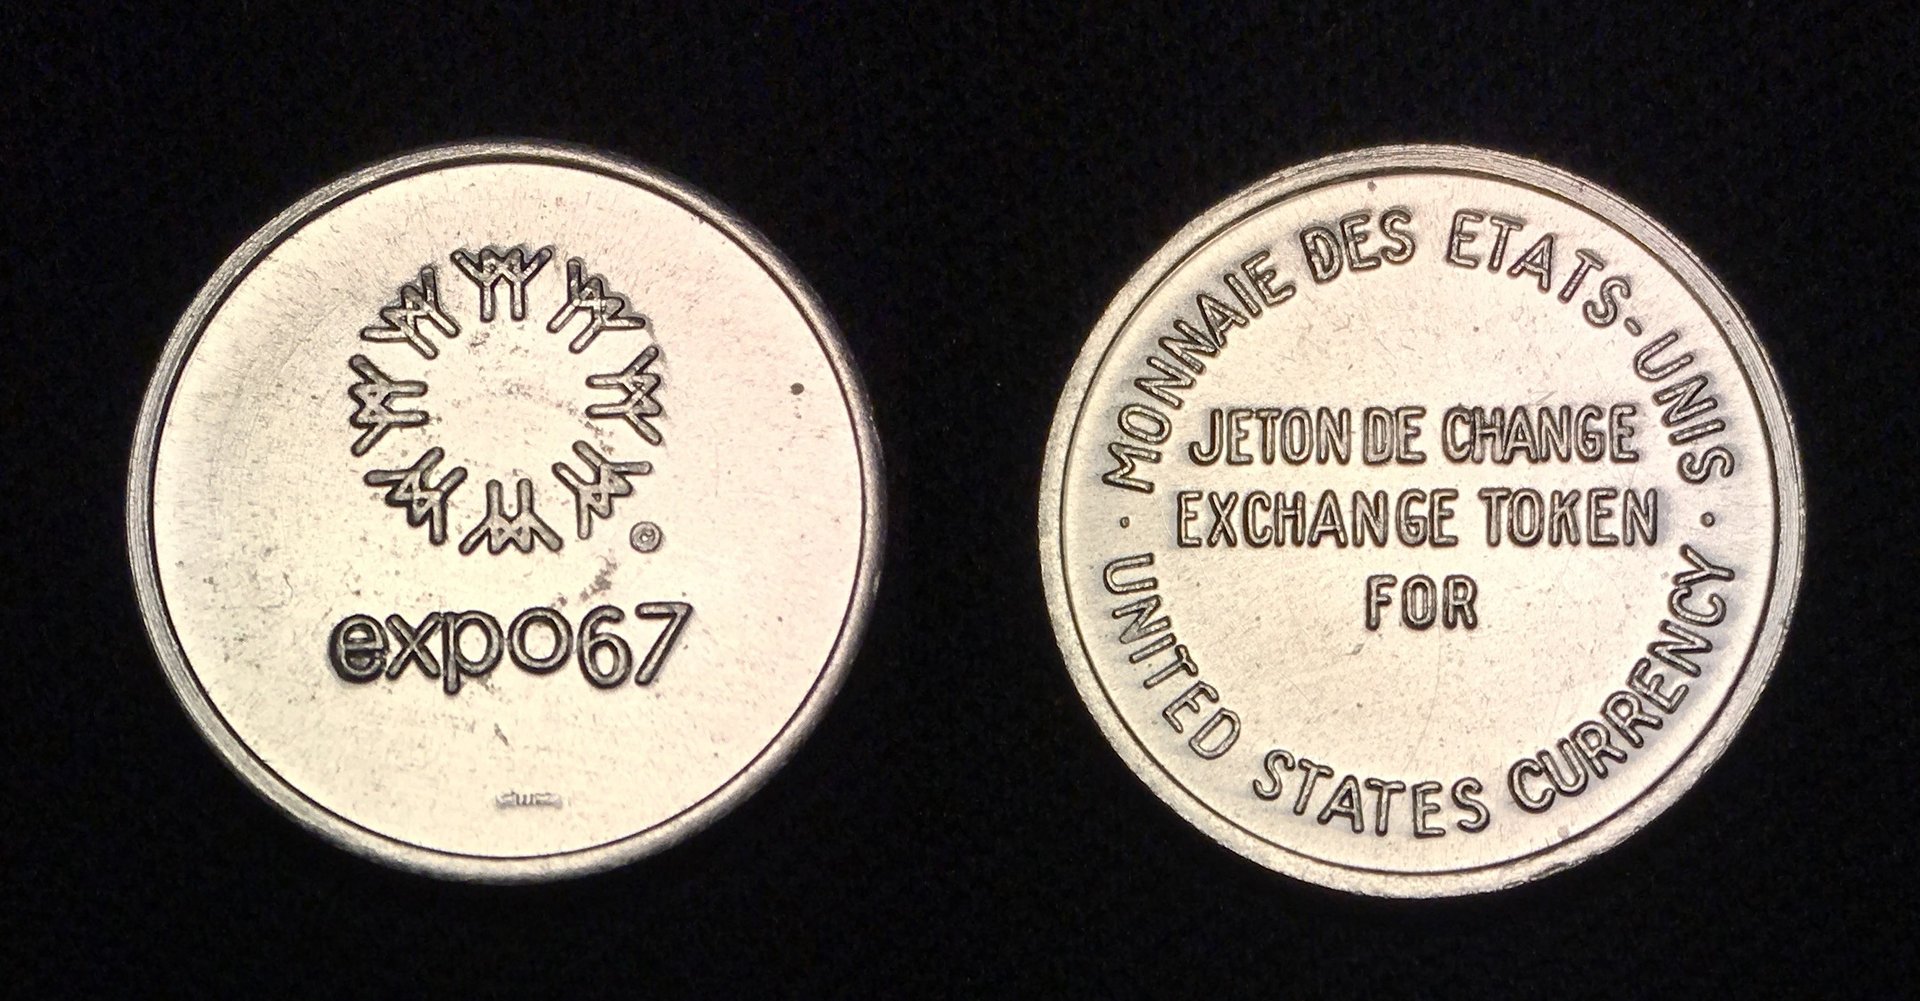 ©
expo67
MONNAIE DES ETATS-UNIS
JETON DE CHANGE
EXCHANGE TOKEN
FOR
· UNITED STATES CURRENCY ·